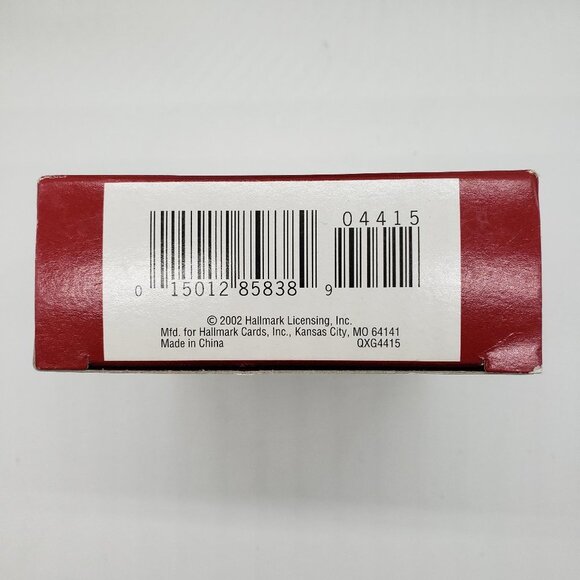 04415
0 15012 85838 9
© 2002 Hallmark Licensing, Inc.
Mfd. for Hallmark Cards, Inc., Kansas City, MO 64141
Made in China QXG4415